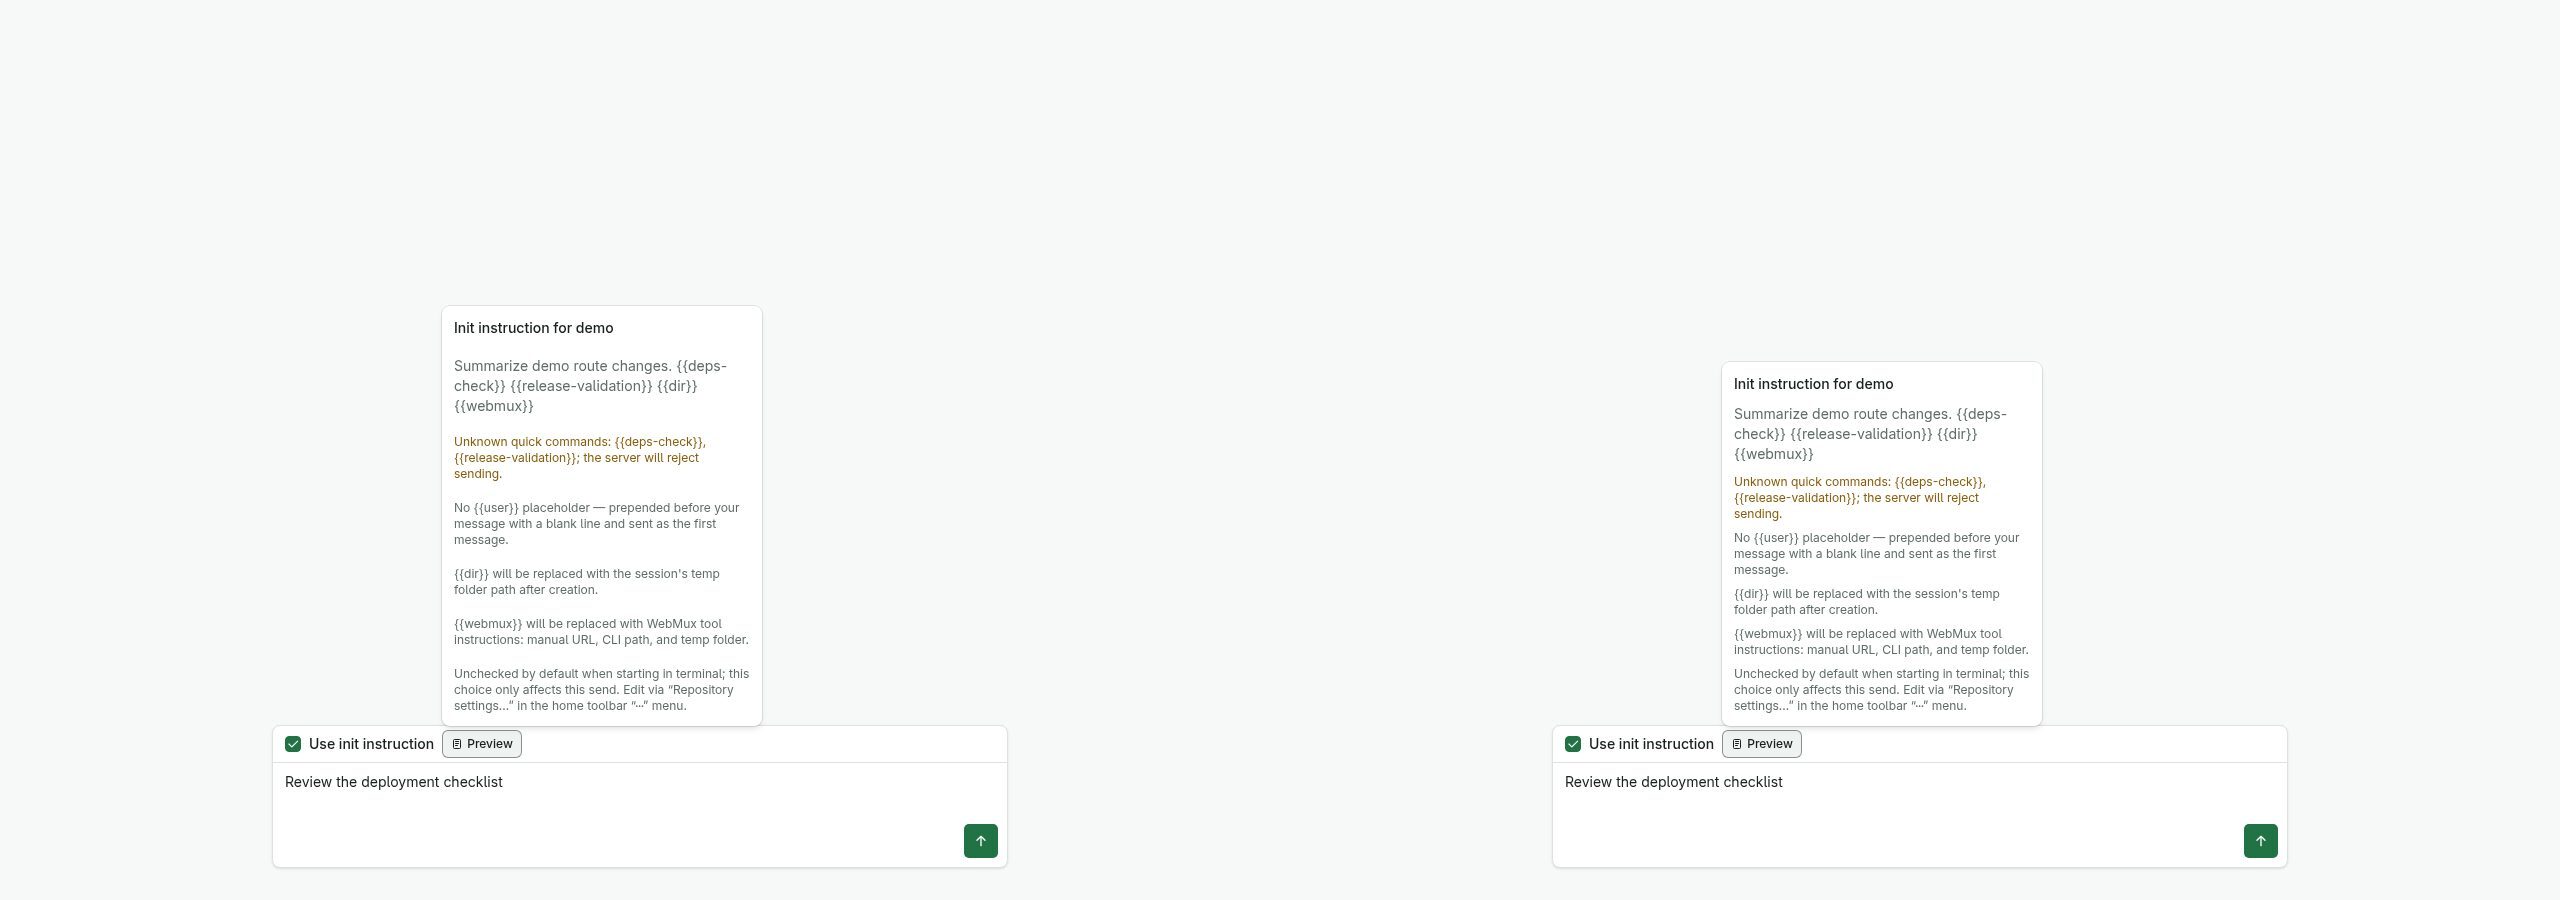 Init instruction for demo
Summarize demo route changes. {{deps-
check}} {{release-validation}} {{dir}}
{{webmux}}
Unknown quick commands: {{deps-check}},
{{release-validation}}; the server will reject
sending.
No {{user}} placeholder — prepended before your
message with a blank line and sent as the first
message.
{{dir}} will be replaced with the session's temp
folder path after creation.
{{webmux}} will be replaced with WebMux tool
instructions: manual URL, CLI path, and temp folder.
Unchecked by default when starting in terminal; this
choice only affects this send. Edit via “Repository
settings…” in the home toolbar “⋯” menu.
Use init instruction Preview
Review the deployment checklist
Init instruction for demo
Summarize demo route changes. {{deps-
check}} {{release-validation}} {{dir}}
{{webmux}}
Unknown quick commands: {{deps-check}},
{{release-validation}}; the server will reject
sending.
No {{user}} placeholder — prepended before your
message with a blank line and sent as the first
message.
{{dir}} will be replaced with the session's temp
folder path after creation.
{{webmux}} will be replaced with WebMux tool
instructions: manual URL, CLI path, and temp folder.
Unchecked by default when starting in terminal; this
choice only affects this send. Edit via “Repository
settings…” in the home toolbar “⋯” menu.
Use init instruction Preview
Review the deployment checklist